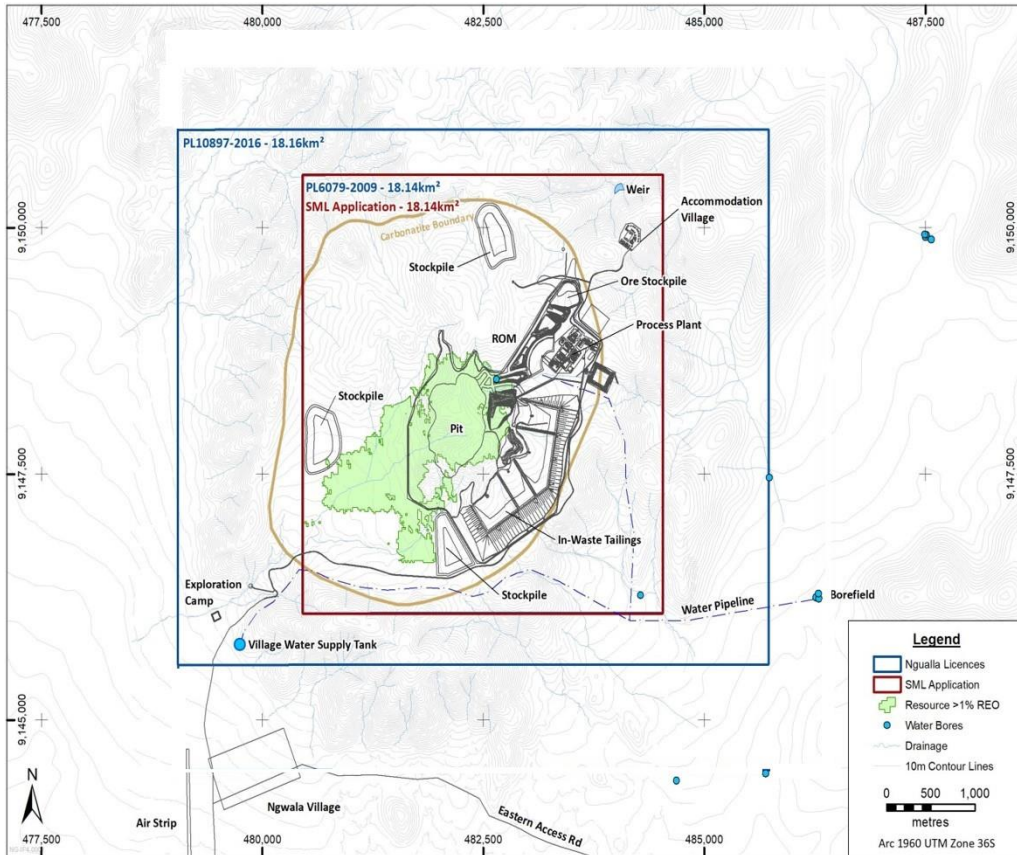 477,500
480,000
482,500
485,000
487,500
PL10897-2016 - 18.16km²
PL6079-2009 - 18.14km²
SML Application - 18.14km²
Weir
Accommodation
Village
9,150,000
9,150,000
Carbonatite Boundary
Stockpile
Ore Stockpile
Process Plant
ROM
Stockpile
Pit
9,147,500
9,147,500
In-Waste Tailings
Exploration
Camp
Stockpile
Water Pipeline
Borefield
Village Water Supply Tank
9,145,000
Ngwala Village
Air Strip
Eastern Access Rd
N
477,500
480,000
482,500
485,000
Legend
Ngualla Licences
SML Application
Resource >1% REO
Water Bores
Drainage
10m Contour Lines
0 500 1,000
metres
Arc 1960 UTM Zone 36S